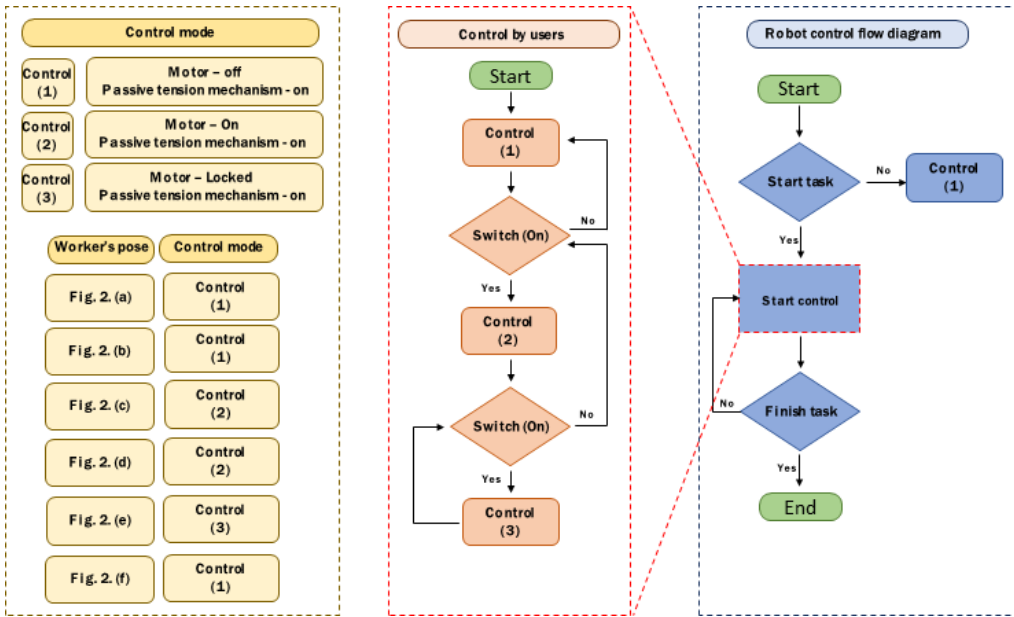 Control mode
Control
(1)
Motor – off
Passive tension mechanism - on
Control
(2)
Motor – On
Passive tension mechanism - on
Control
(3)
Motor – Locked
Passive tension mechanism - on
Worker's pose
Control mode
Fig. 2. (a)
Control
(1)
Fig. 2. (b)
Control
(1)
Fig. 2. (c)
Control
(2)
Fig. 2. (d)
Control
(2)
Fig. 2. (e)
Control
(3)
Fig. 2. (f)
Control
(1)
Control by users
Start
Control
(1)
Switch (On)
No
Yes
Control
(2)
Switch (On)
No
Yes
Control
(3)
Robot control flow diagram
Start
Start task
No
Control
(1)
Yes
Start control
Finish task
No
Yes
End